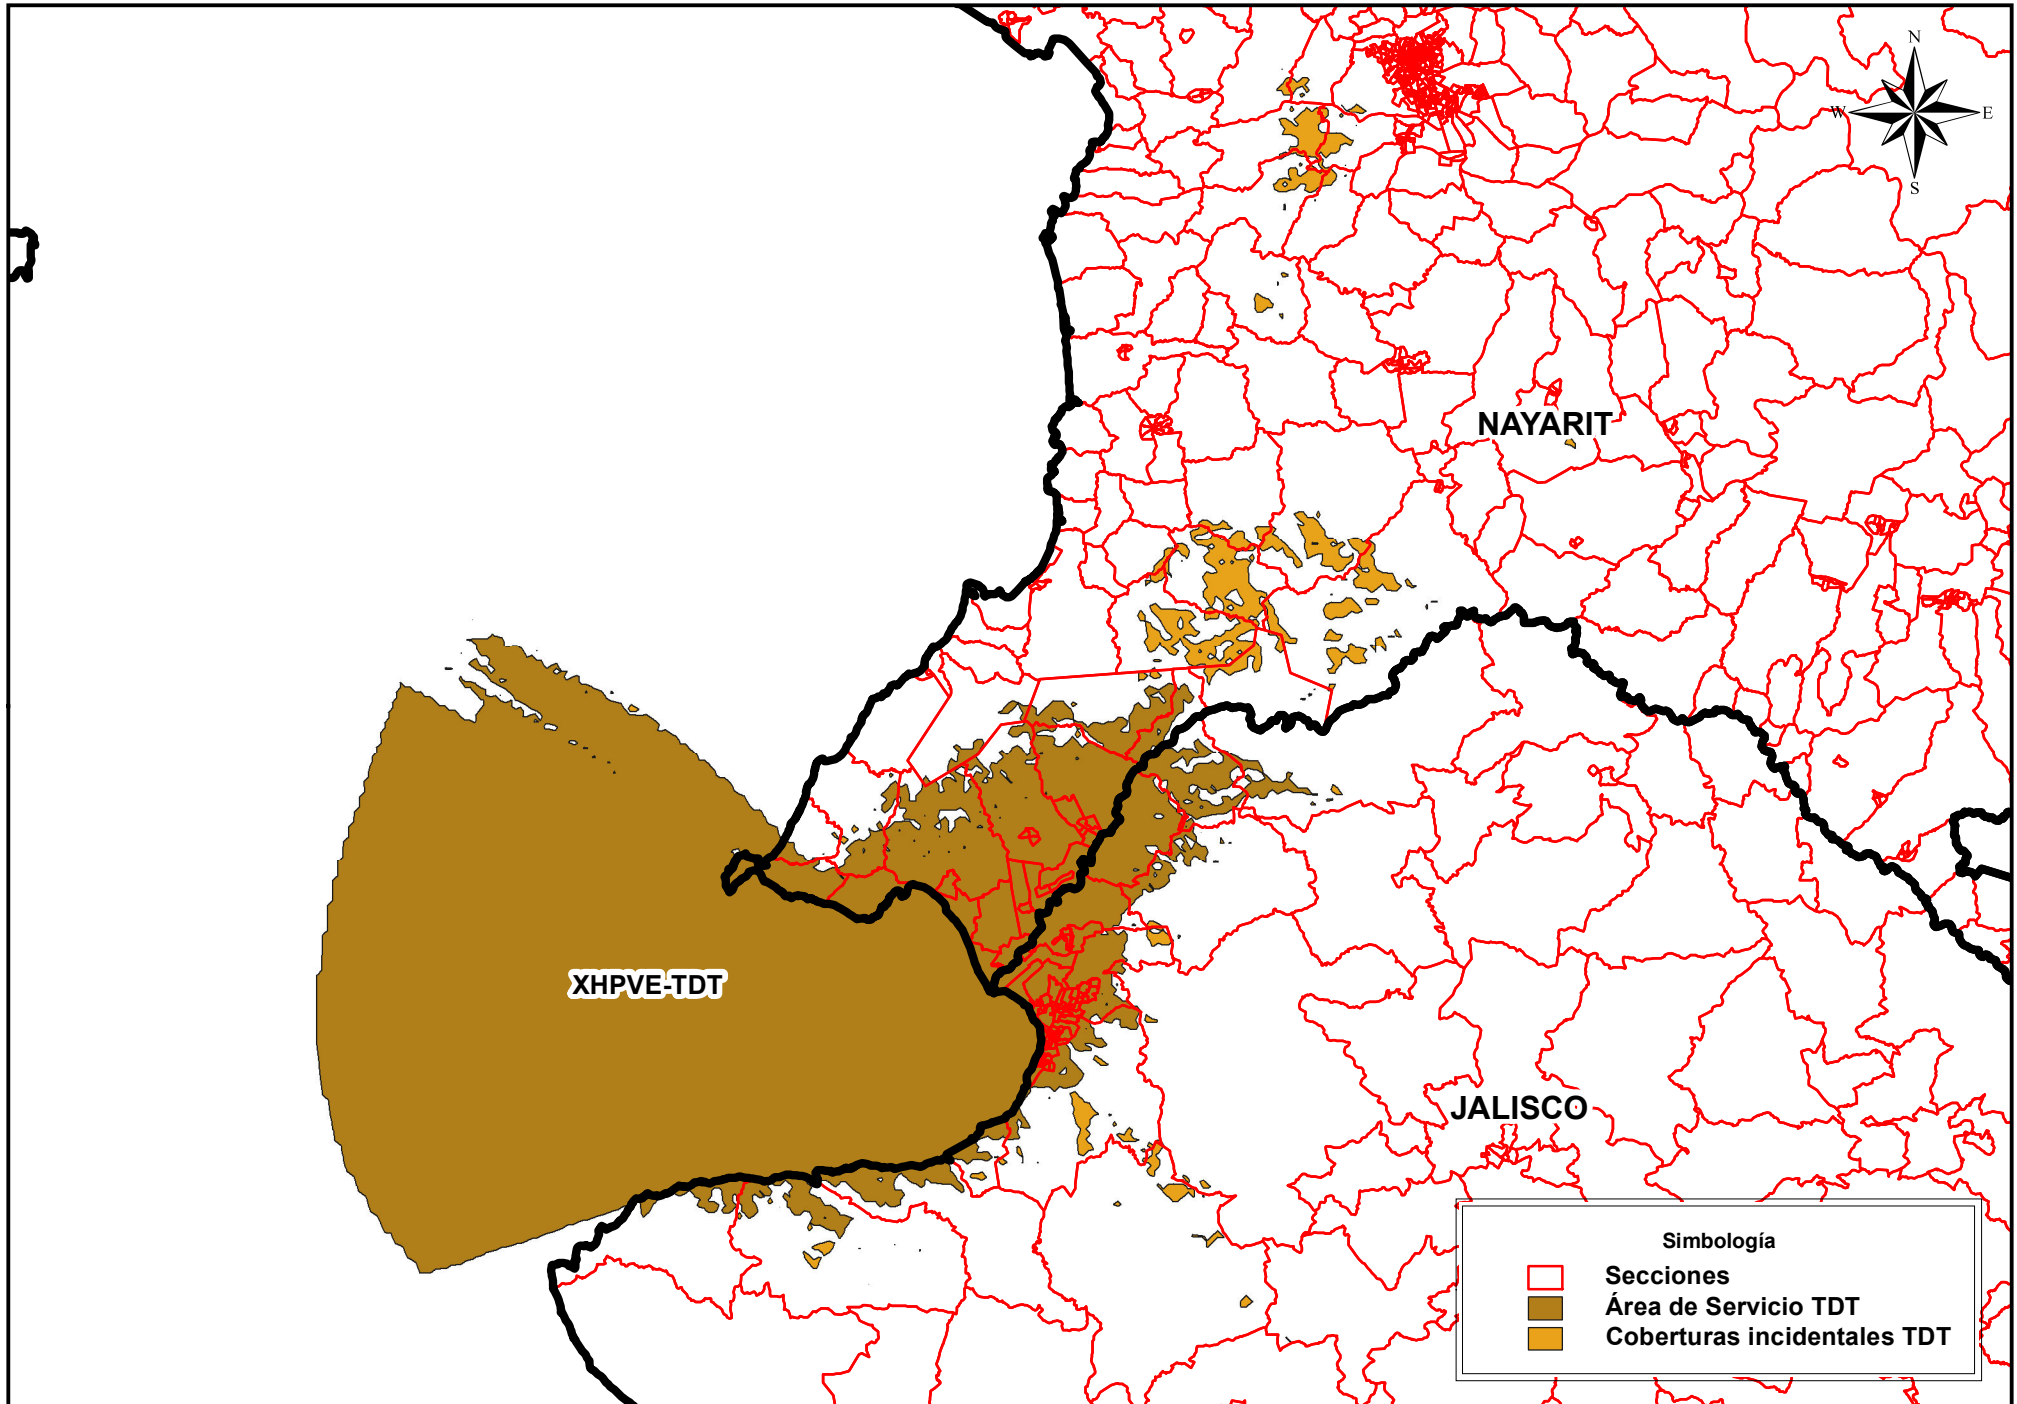 N
W E
S
NAYARIT
XHPVE-TDT
JALISCO
Simbología
Secciones
Área de Servicio TDT
Coberturas incidentales TDT